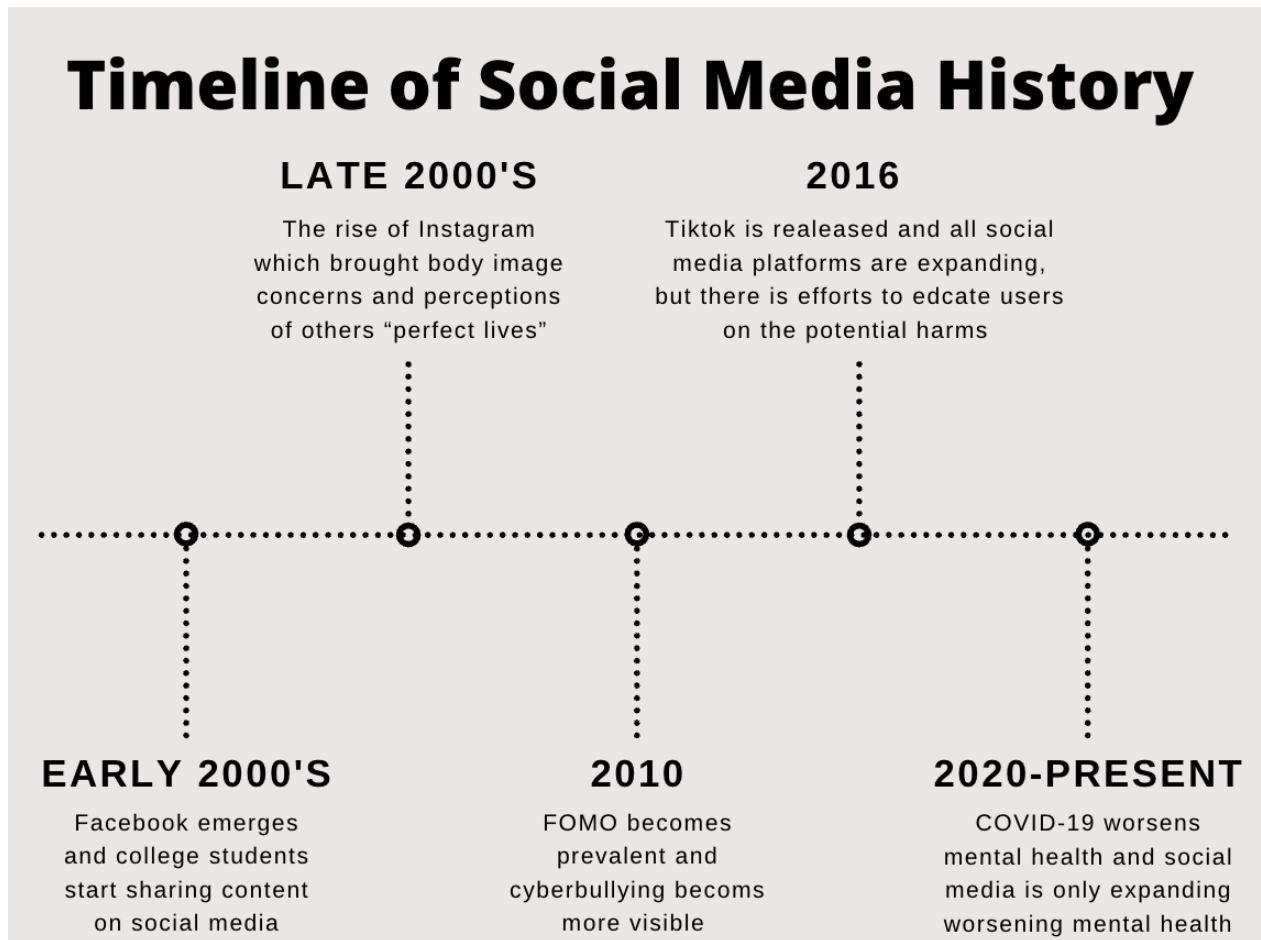 Timeline of Social Media History
LATE 2000'S
The rise of Instagram
which brought body image
concerns and perceptions
of others “perfect lives”
2016
Tiktok is realeased and all social
media platforms are expanding,
but there is efforts to edcate users
on the potential harms
EARLY 2000'S
Facebook emerges
and college students
start sharing content
on social media
2010
FOMO becomes
prevalent and
cyberbullying becoms
more visible
2020-PRESENT
COVID-19 worsens
mental health and social
media is only expanding
worsening mental health